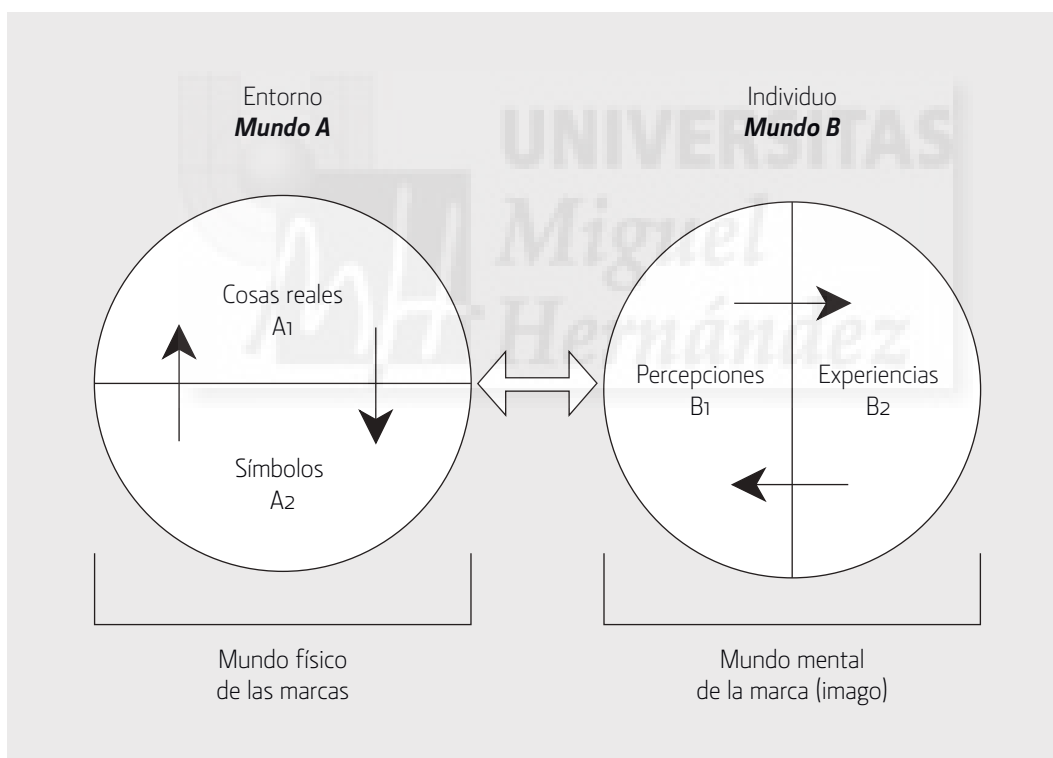 Entorno
Mundo A
Individuo
Mundo B
UNIVERSITAS
Miguel
Hernández
Cosas reales
A1
Símbolos
A2
Percepciones
B1
Experiencias
B2
Mundo físico
de las marcas
Mundo mental
de la marca (imago)